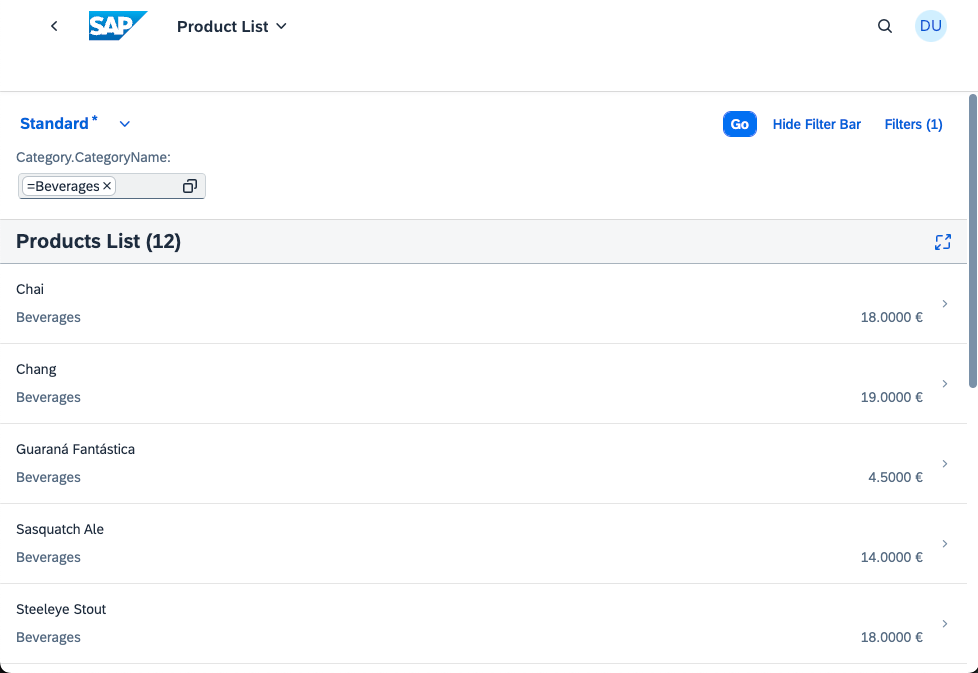 SAP
Product List
DU
Standard *
Go
Hide Filter Bar
Filters (1)
Category.CategoryName:
=Beverages
Products List (12)
Chai
Beverages
18.0000 €
Chang
Beverages
19.0000 €
Guaraná Fantástica
Beverages
4.5000 €
Sasquatch Ale
Beverages
14.0000 €
Steeleye Stout
Beverages
18.0000 €